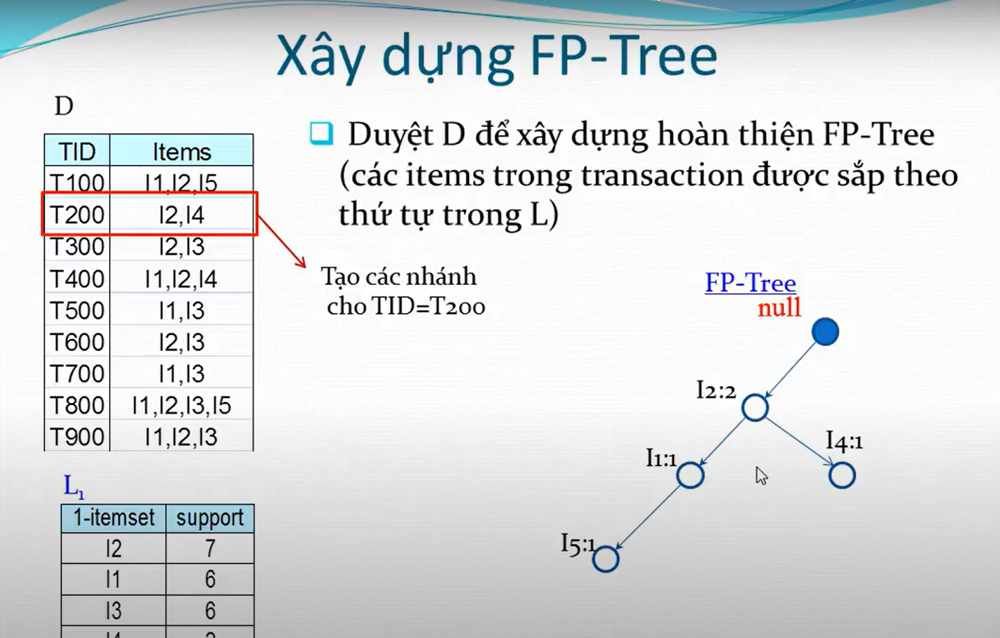 Xây dựng FP-Tree
D
TID Items
T100 I1,I2,I5
T200 I2,I4
T300 I2,I3
T400 I1,I2,I4
T500 I1,I3
T600 I2,I3
T700 I1,I3
T800 I1,I2,I3,I5
T900 I1,I2,I3
Duyệt D để xây dựng hoàn thiện FP-Tree
(các items trong transaction được sắp theo
thứ tự trong L)
Tạo các nhánh
cho TID=T200
FP-Tree
null
I2:2
I1:1
I4:1
I5:1
L1
1-itemset support
I2 7
I1 6
I3 6